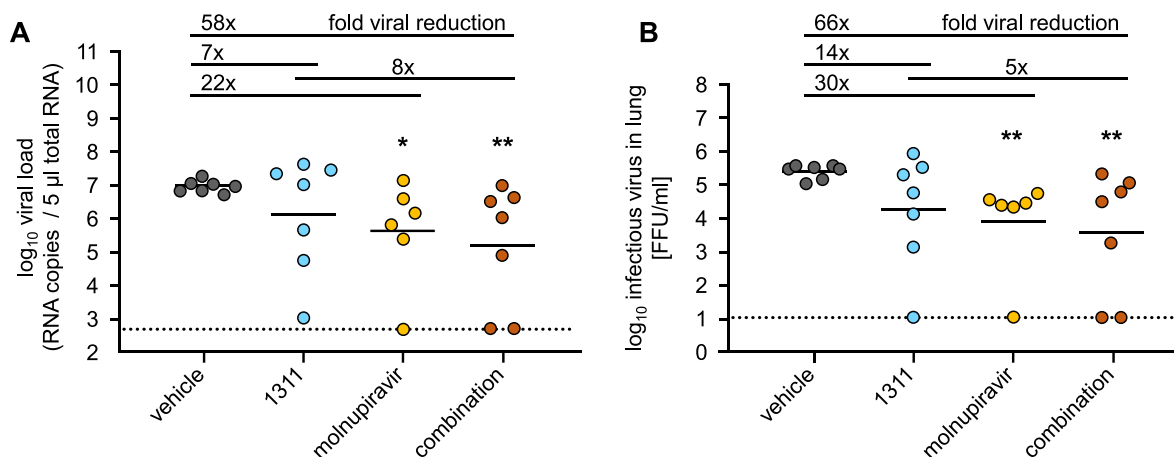 A
58x fold viral reduction
7x
8x
22x
log10 viral load
(RNA copies / 5 µl total RNA)
11
10
9
8
7
6
5
4
3
2
* **
vehicle
1311
molnupiravir
combination
B
66x fold viral reduction
14x
5x
30x
log10 infectious virus in lung
[FFU/ml]
8
7
6
5
4
3
2
1
0
** **
vehicle
1311
molnupiravir
combination